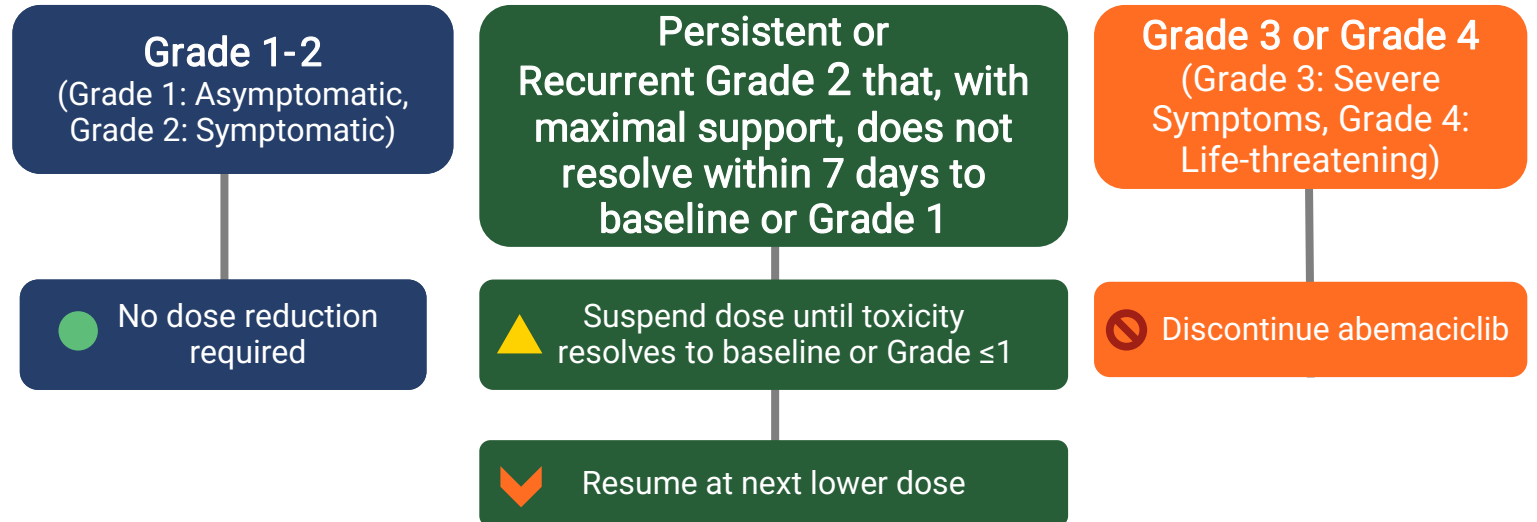 Grade 1-2
(Grade 1: Asymptomatic,
Grade 2: Symptomatic)
No dose reduction
required
Persistent or
Recurrent Grade 2 that, with
maximal support, does not
resolve within 7 days to
baseline or Grade 1
Suspend dose until toxicity
resolves to baseline or Grade ≤1
Resume at next lower dose
Grade 3 or Grade 4
(Grade 3: Severe
Symptoms, Grade 4:
Life-threatening)
Discontinue abemaciclib